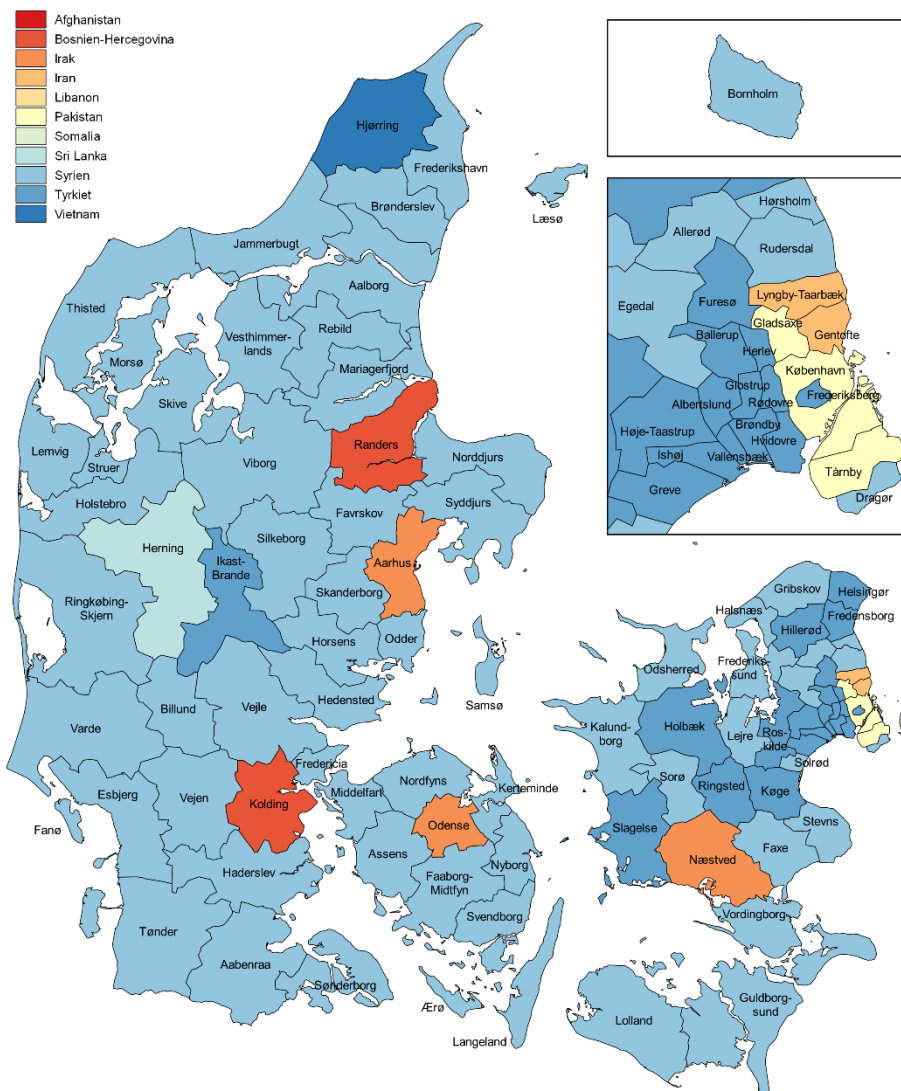 Afghanistan
Bosnien-Hercegovina
Irak
Iran
Libanon
Pakistan
Somalia
Sri Lanka
Syrien
Tyrkiet
Vietnam
Hjørring
Frederikshavn
Brønderslev
Læsø
Jammerbugt
Aalborg
Thisted
Vesthimmer-
lands
Rebild
Morsø
Mariagerfjord
Skive
Randers
Lemvig
Struer
Viborg
Norddjurs
Holstebro
Favrskov
Syddjurs
Herning
Silkeborg
Ikast-
Brande
Aarhus
Skanderborg
Ringkøbing-
Skjern
Horsens
Odder
Hedensted
Samsø
Billund
Vejle
Varde
Fredericia
Esbjerg
Vejen
Kolding
Middelfart
Nordfyns
Kerteminde
Fanø
Odense
Assens
Nyborg
Haderslev
Faaborg-
Midtfyn
Svendborg
Tønder
Aabenraa
Sønderborg
Ærø
Langeland
Bornholm
Hørsholm
Allerød
Rudersdal
Egedal
Furesø
Lyngby-Taarbæk
Gladsaxe
Gentofte
Ballerup
Herlev
København
Glostrup
Frederiksberg
Albertslund
Rødovre
Brøndby
Høje-Taastrup
Hvidovre
Ishøj
Vallensbæk
Tårnby
Greve
Dragør
Gribskov
Helsingør
Halsnæs
Fredensborg
Hillerød
Odsherred
Frederiks-
sund
Kalund-
borg
Holbæk
Lejre
Ros-
kilde
Solrød
Sorø
Ringsted
Køge
Slagelse
Stevns
Næstved
Faxe
Vordingborg
Guldborg-
sund
Lolland